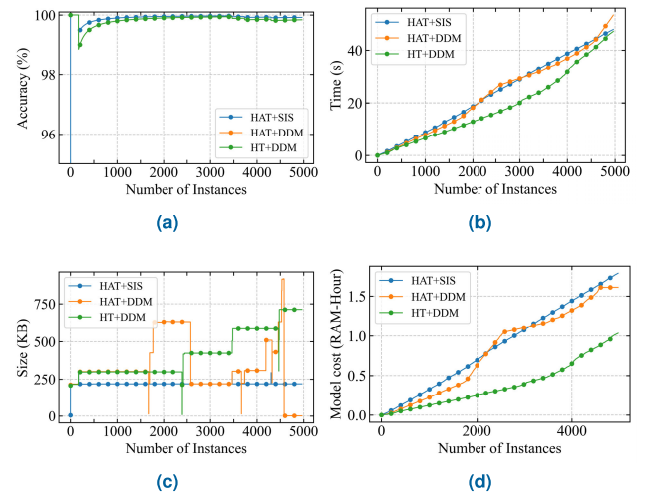 100
98
96
Accuracy (%)
HAT+SIS
HAT+DDM
HT+DDM
0 1000 2000 3000 4000 5000
Number of Instances
(a)
40
20
0
Time (s)
HAT+SIS
HAT+DDM
HT+DDM
0 1000 2000 3000 4000 5000
Number of Instances
(b)
750
500
250
0
Size (KB)
HAT+SIS
HAT+DDM
HT+DDM
0 1000 2000 3000 4000 5000
Number of Instances
(c)
1.5
1.0
0.5
0.0
Model cost (RAM-Hour)
HAT+SIS
HAT+DDM
HT+DDM
0 2000 4000
Number of Instances
(d)